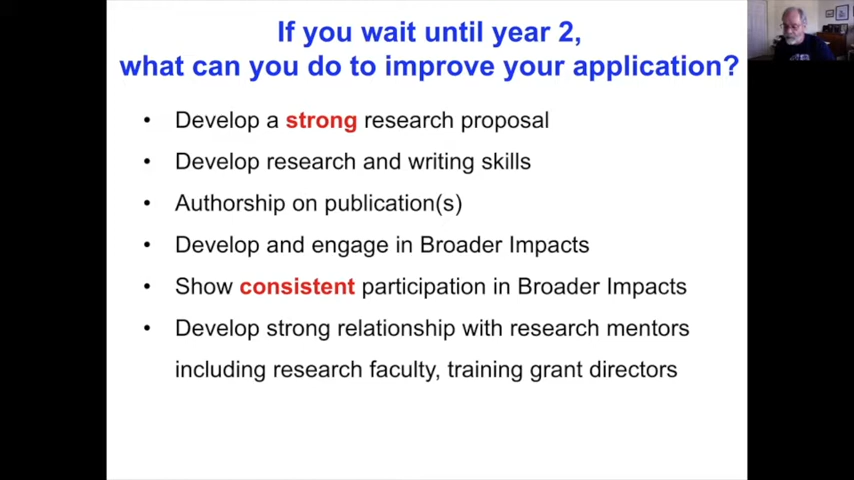 If you wait until year 2,
what can you do to improve your application?
• Develop a strong research proposal
• Develop research and writing skills
• Authorship on publication(s)
• Develop and engage in Broader Impacts
• Show consistent participation in Broader Impacts
• Develop strong relationship with research mentors
including research faculty, training grant directors